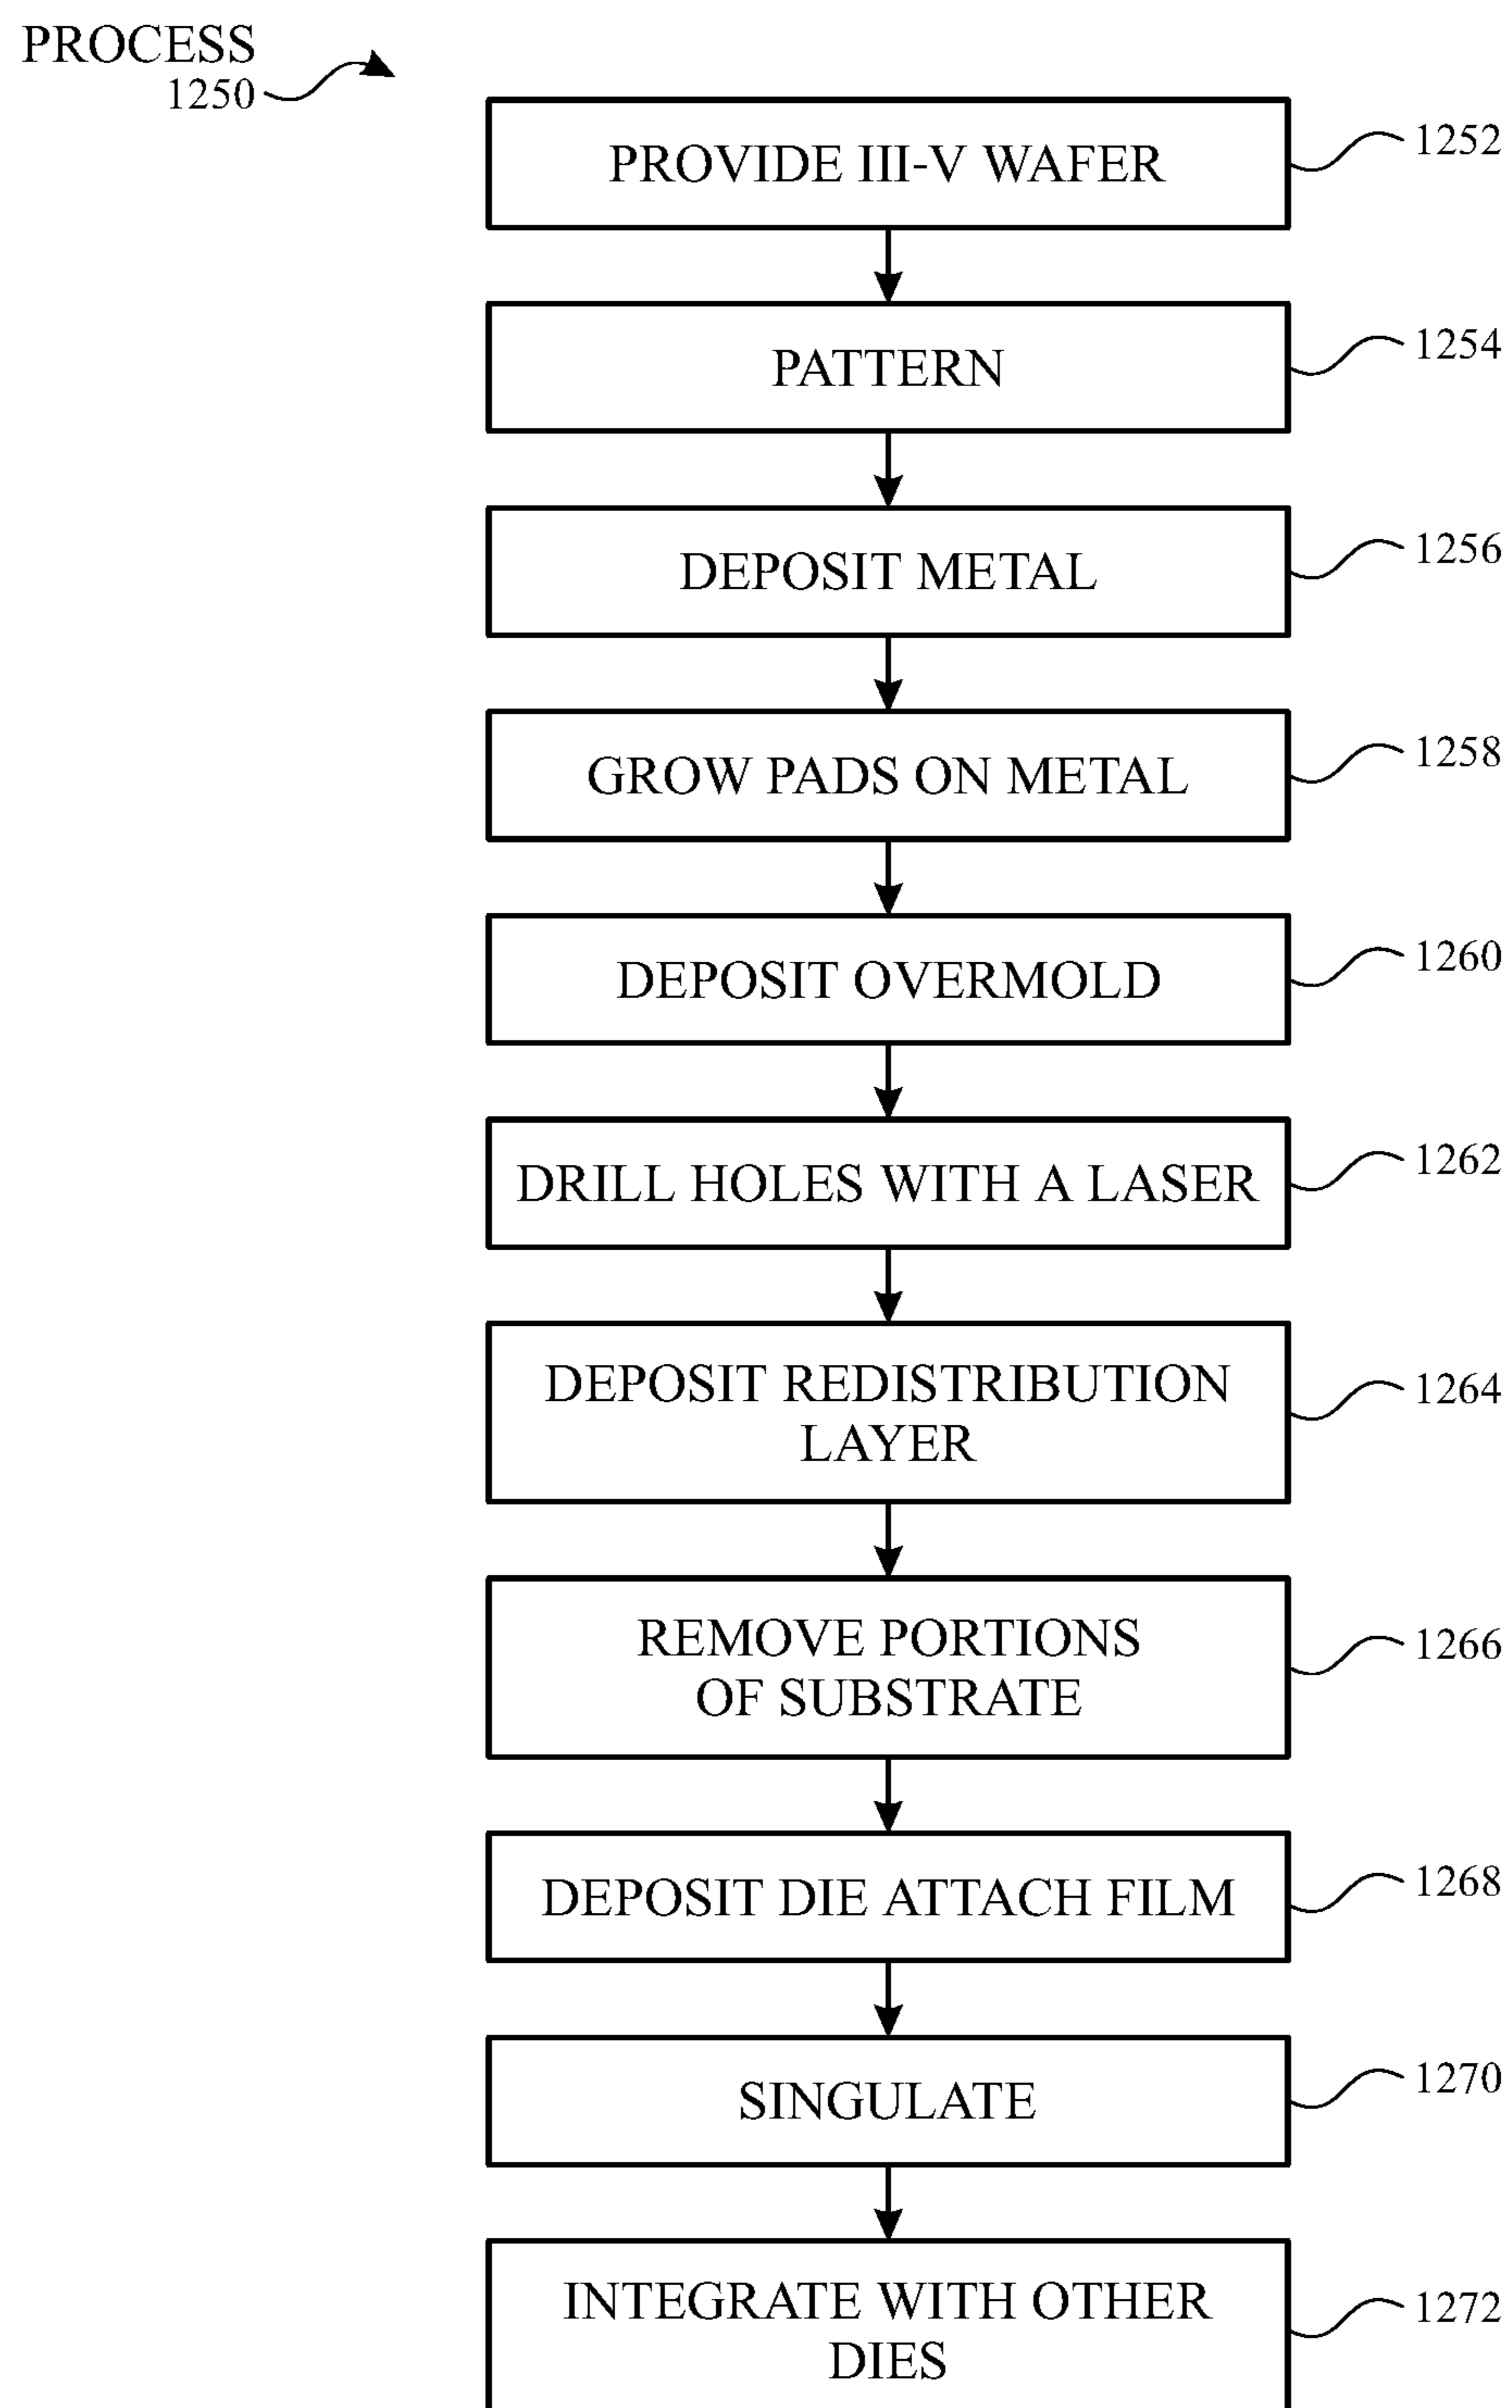 PROCESS
1250
PROVIDE III-V WAFER
1252
PATTERN
1254
DEPOSIT METAL
1256
GROW PADS ON METAL
1258
DEPOSIT OVERMOLD
1260
DRILL HOLES WITH A LASER
1262
DEPOSIT REDISTRIBUTION
LAYER
1264
REMOVE PORTIONS
OF SUBSTRATE
1266
DEPOSIT DIE ATTACH FILM
1268
SINGULATE
1270
INTEGRATE WITH OTHER
DIES
1272